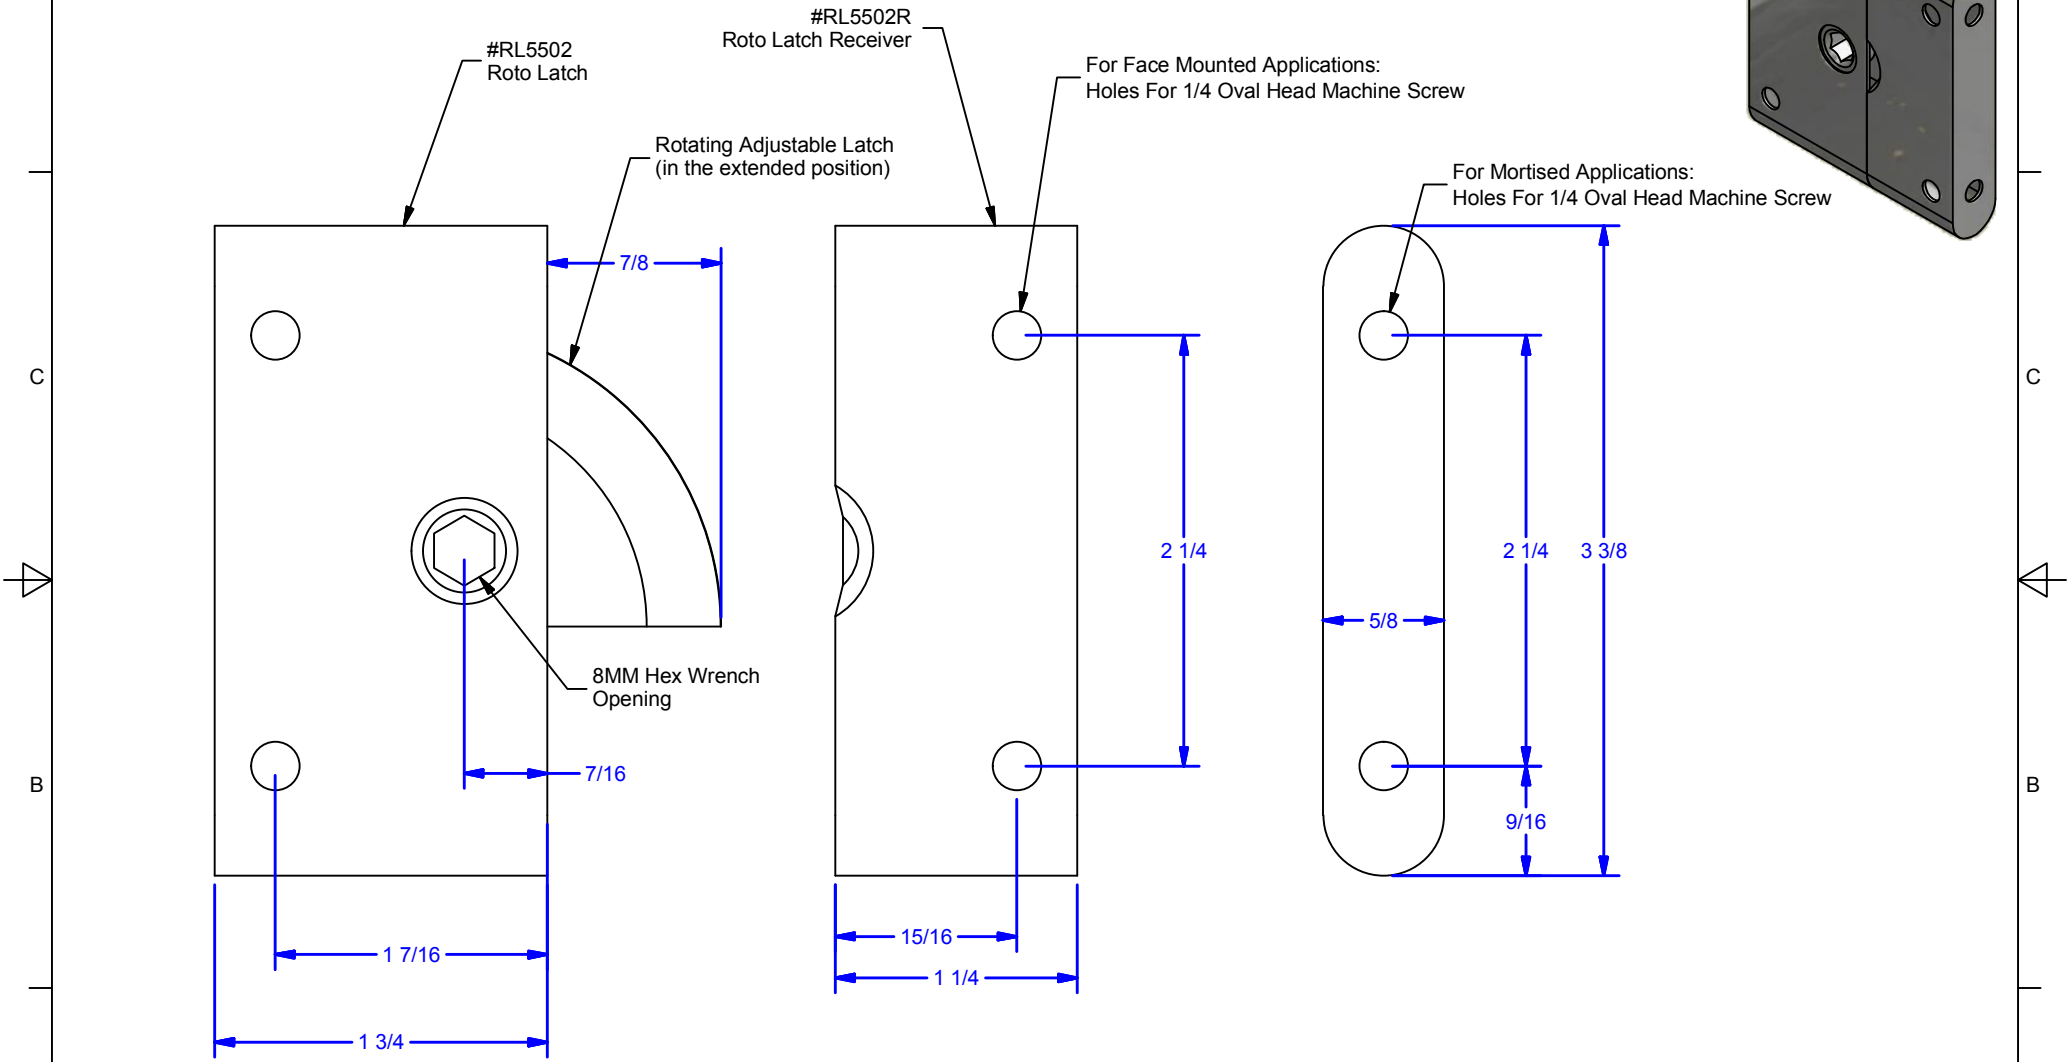 #RL5502R
Roto Latch Receiver
#RL5502
Roto Latch
For Face Mounted Applications:
Holes For 1/4 Oval Head Machine Screw
Rotating Adjustable Latch
(in the extended position)
For Mortised Applications:
Holes For 1/4 Oval Head Machine Screw
7/8
C
C
2 1/4
2 1/4
3 3/8
5/8
8MM Hex Wrench
Opening
7/16
B
B
9/16
15/16
1 7/16
1 1/4
1 3/4